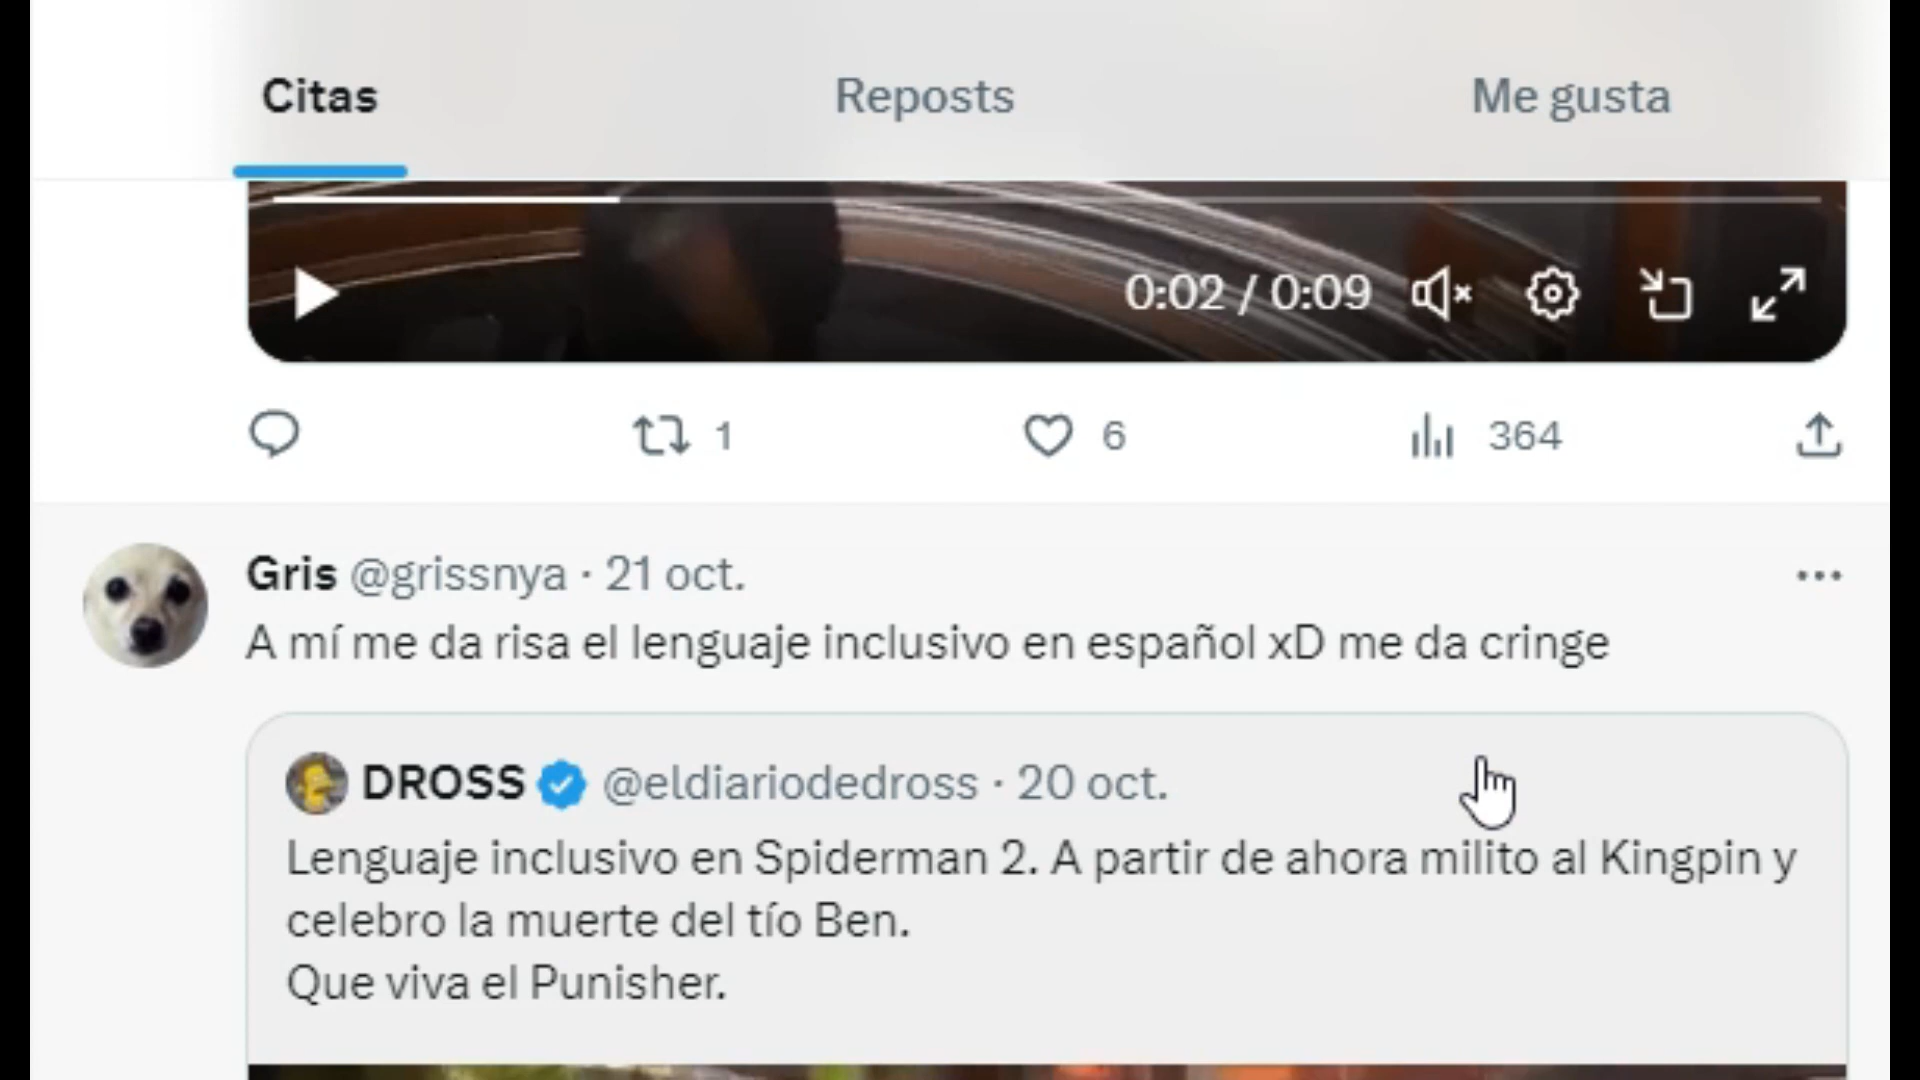 Citas Reposts Me gusta
0:02 / 0:09
1 6 364
Gris @grissnya · 21 oct.
A mí me da risa el lenguaje inclusivo en español xD me da cringe
DROSS @eldiariodedross · 20 oct.
Lenguaje inclusivo en Spiderman 2. A partir de ahora milito al Kingpin y
celebro la muerte del tío Ben.
Que viva el Punisher.